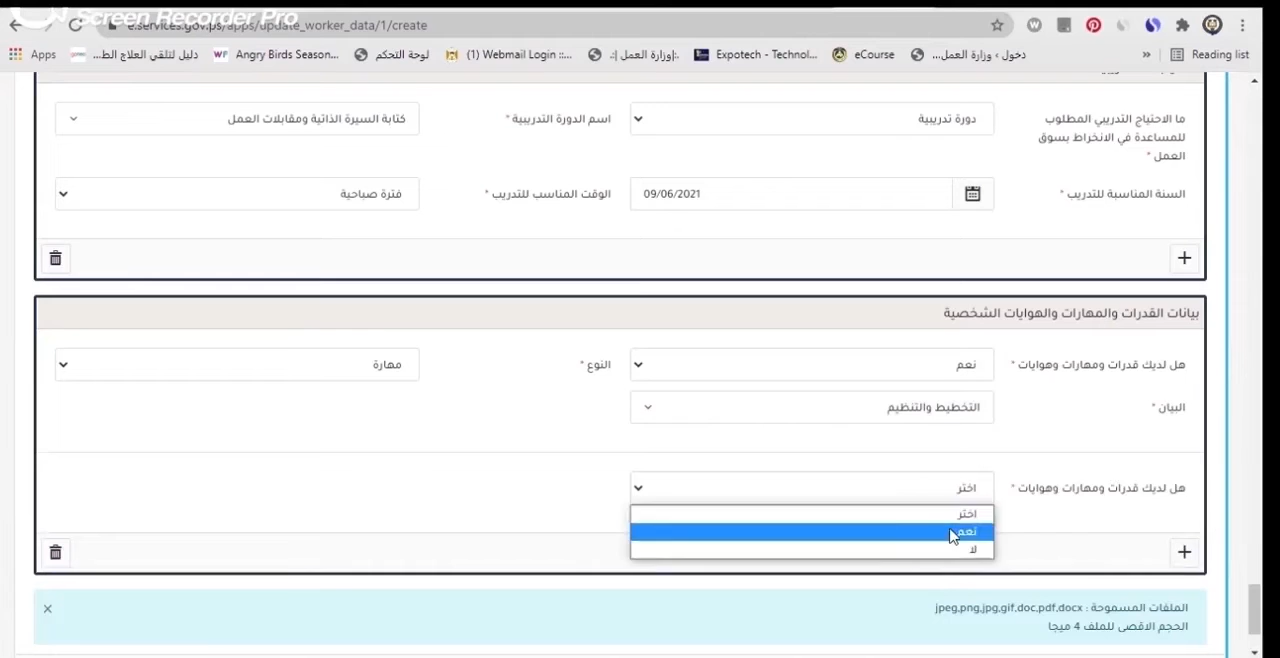 Screen Recorder Pro
e.services.gov.ps/apps/update_worker_data/1/create
Apps
دليل لتلقي العلاج الط...
WF Angry Birds Season...
لوحة التحكم
(1) Webmail Login ::...
وزارة العمل
Expotech - Technol...
eCourse
دخول ‹ وزارة العمل...
» Reading list
ما الاحتياج التدريبي المطلوب للمساعدة في الانخراط بسوق العمل *
دورة تدريبية
اسم الدورة التدريبية *
كتابة السيرة الذاتية ومقابلات العمل
السنة المناسبة للتدريب *
09/06/2021
الوقت المناسب للتدريب *
فترة صباحية
بيانات القدرات والمهارات والهوايات الشخصية
هل لديك قدرات ومهارات وهوايات *
نعم
النوع *
مهارة
البيان *
التخطيط والتنظيم
هل لديك قدرات ومهارات وهوايات *
اختر
اختر
نعم
لا
الملفات المسموحة : jpeg,png,jpg,gif,doc,pdf,docx
الحجم الاقصى للملف 4 ميجا